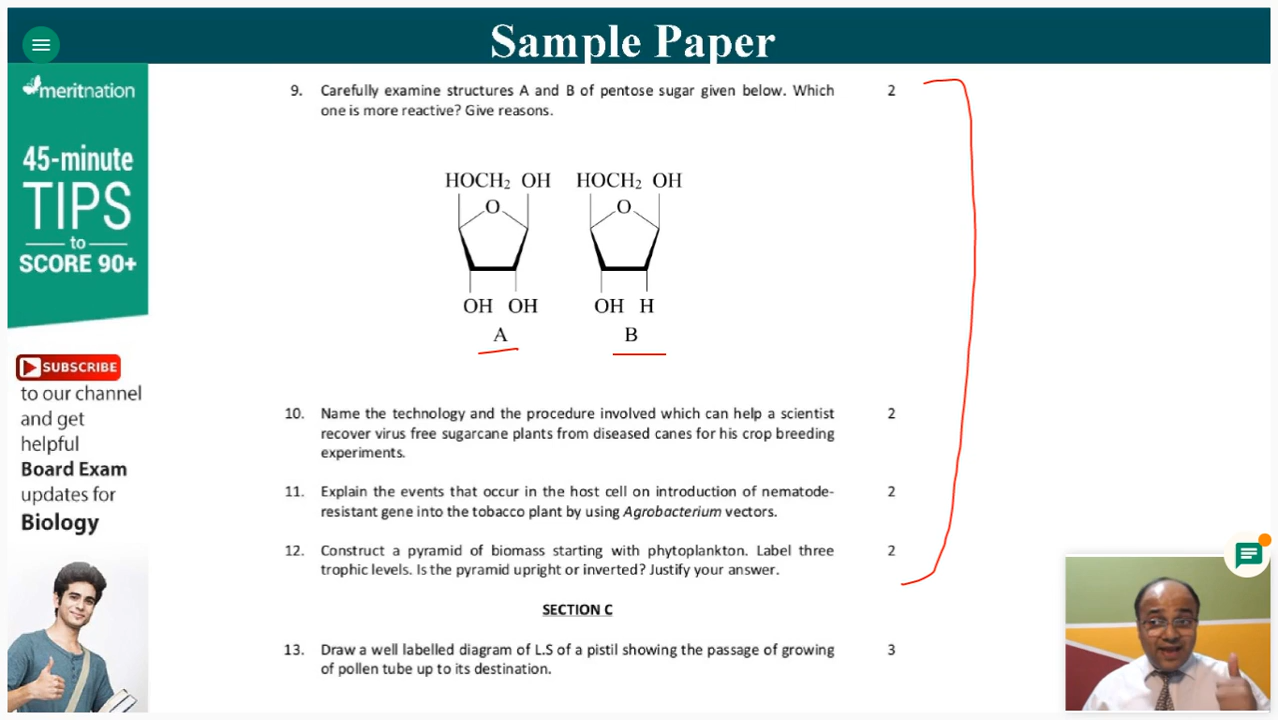 Sample Paper
meritnation
45-minute
TIPS
to
SCORE 90+
SUBSCRIBE
to our channel
and get
helpful
Board Exam
updates for
Biology
9. Carefully examine structures A and B of pentose sugar given below. Which 2
one is more reactive? Give reasons.
HOCH₂ OH HOCH₂ OH
O O
OH OH OH H
A B
10. Name the technology and the procedure involved which can help a scientist 2
recover virus free sugarcane plants from diseased canes for his crop breeding
experiments.
11. Explain the events that occur in the host cell on introduction of nematode- 2
resistant gene into the tobacco plant by using Agrobacterium vectors.
12. Construct a pyramid of biomass starting with phytoplankton. Label three 2
trophic levels. Is the pyramid upright or inverted? Justify your answer.
SECTION C
13. Draw a well labelled diagram of L.S of a pistil showing the passage of growing 3
of pollen tube up to its destination.